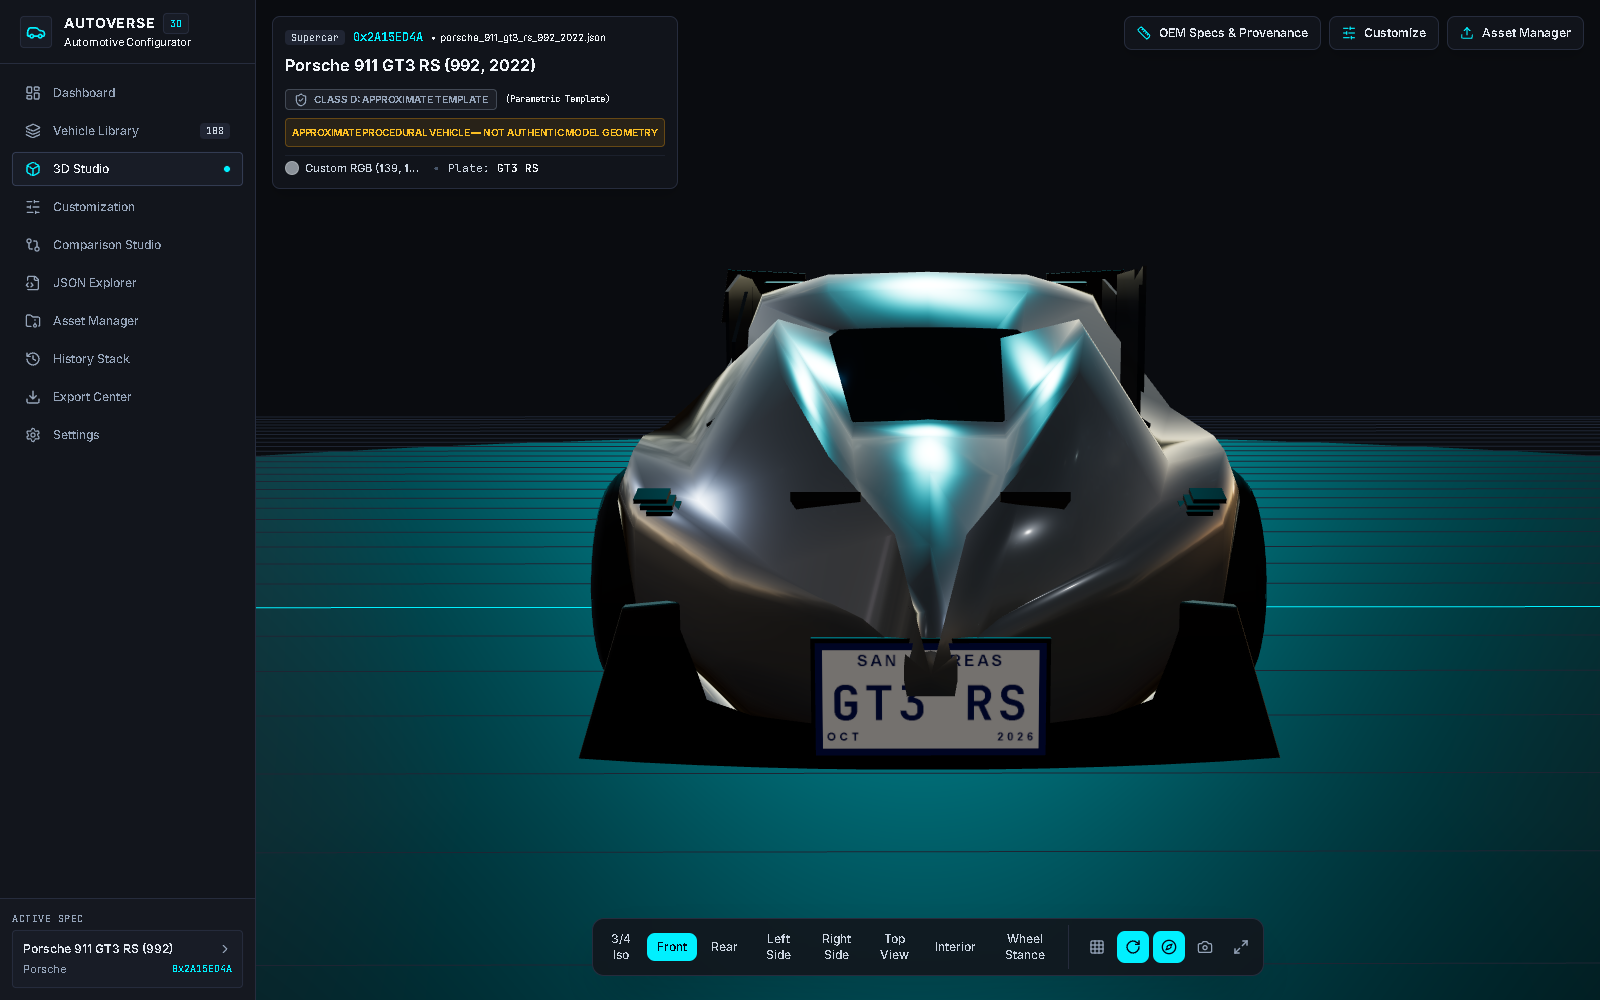 AUTOVERSE 3D
Automotive Configurator
Dashboard
Vehicle Library 188
3D Studio
Customization
Comparison Studio
JSON Explorer
Asset Manager
History Stack
Export Center
Settings
ACTIVE SPEC
Porsche 911 GT3 RS (992)
Porsche 0x2A15E04A
Supercar 0x2A15E04A • porsche_911_gt3_rs_992_2022.json
Porsche 911 GT3 RS (992, 2022)
CLASS D: APPROXIMATE TEMPLATE (Parametric Template)
APPROXIMATE PROCEDURAL VEHICLE — NOT AUTHENTIC MODEL GEOMETRY
Custom RGB (139, 1... • Plate: GT3 RS
OEM Specs & Provenance
Customize
Asset Manager
SAN REAS
GT3 RS
OCT 2026
3/4 Iso
Front
Rear
Left Side
Right Side
Top View
Interior
Wheel Stance